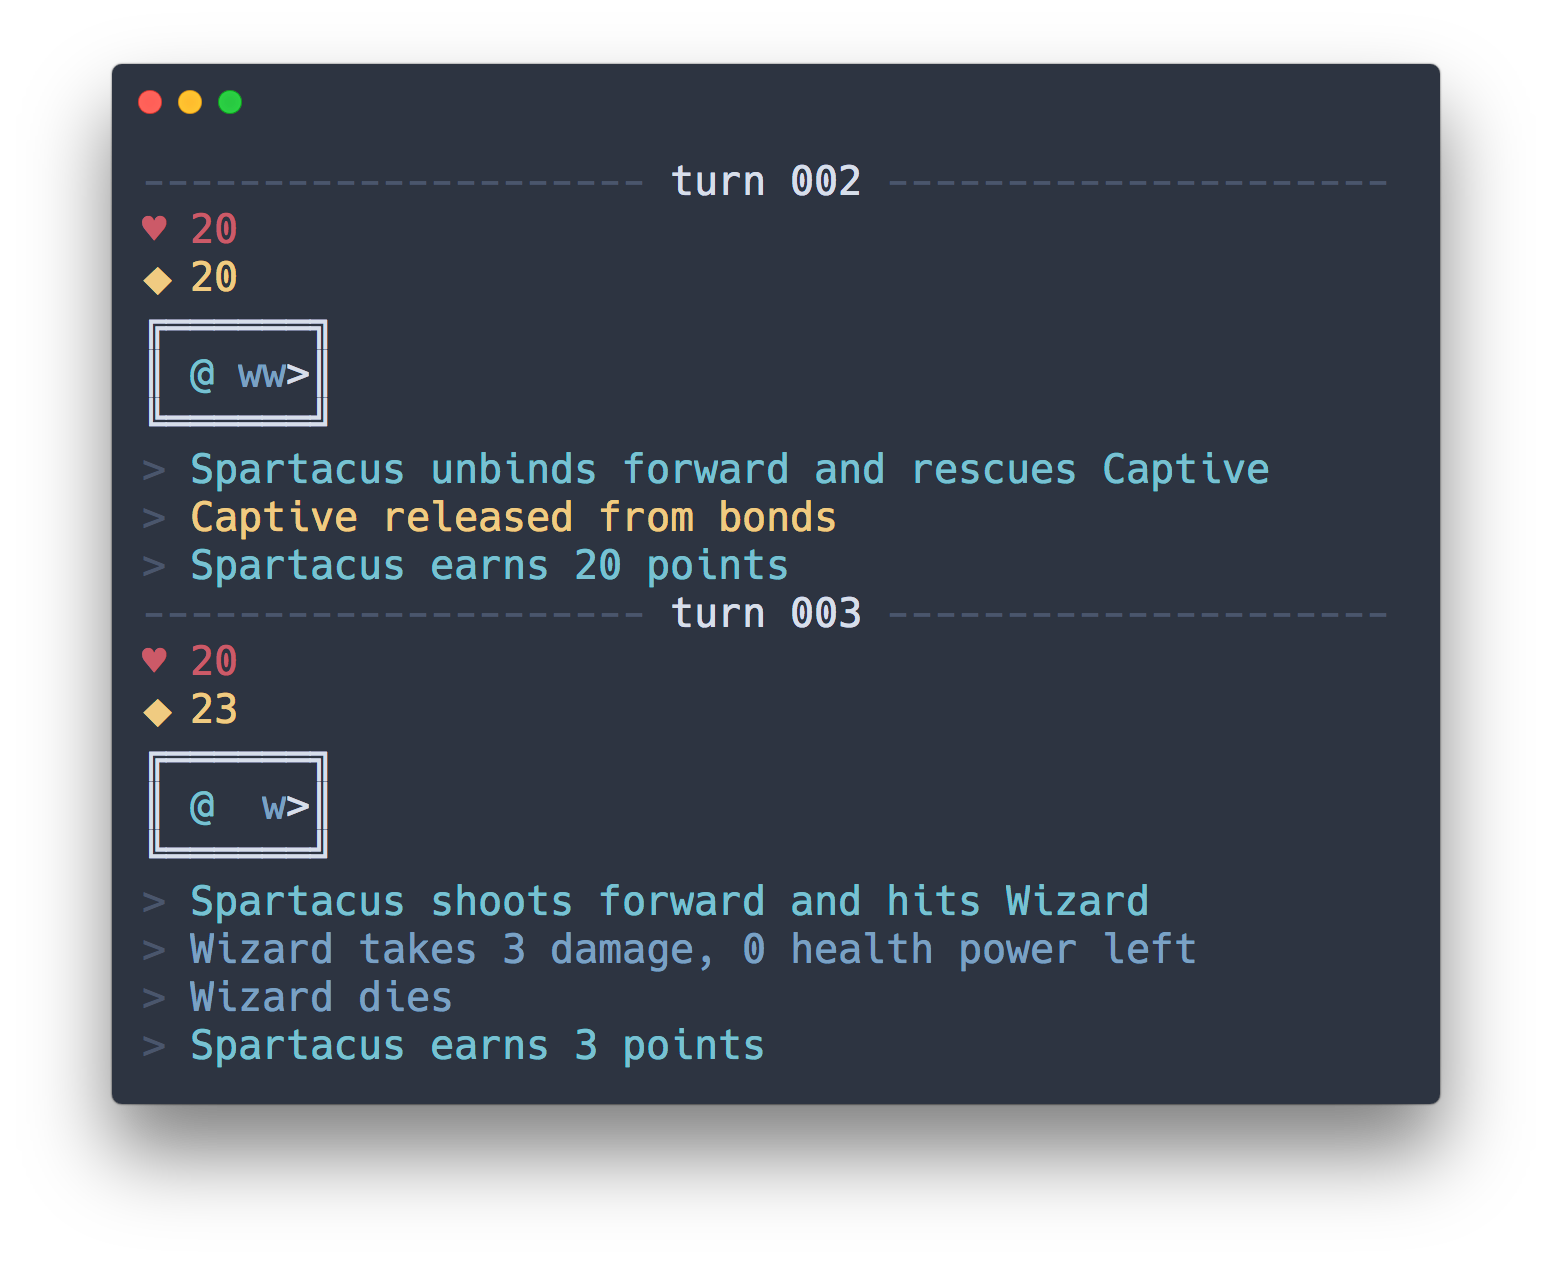 --------------------- turn 002 ---------------------
♥ 20
◆ 20
╔══════╗
║ @ ww>║
╚══════╝
> Spartacus unbinds forward and rescues Captive
> Captive released from bonds
> Spartacus earns 20 points
--------------------- turn 003 ---------------------
♥ 20
◆ 23
╔══════╗
║ @  w>║
╚══════╝
> Spartacus shoots forward and hits Wizard
> Wizard takes 3 damage, 0 health power left
> Wizard dies
> Spartacus earns 3 points